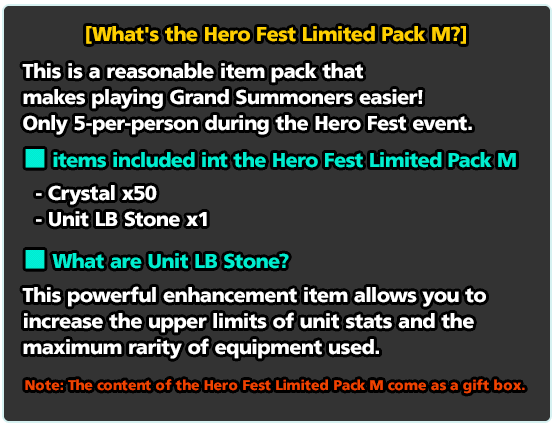 [What's the Hero Fest Limited Pack M?]
This is a reasonable item pack that
makes playing Grand Summoners easier!
Only 5-per-person during the Hero Fest event.
■ items included int the Hero Fest Limited Pack M
- Crystal x50
- Unit LB Stone x1
■ What are Unit LB Stone?
This powerful enhancement item allows you to
increase the upper limits of unit stats and the
maximum rarity of equipment used.
Note: The content of the Hero Fest Limited Pack M come as a gift box.